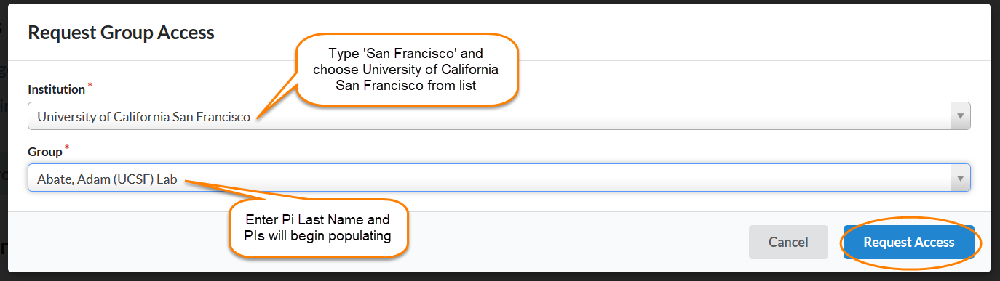 Request Group Access
Type 'San Francisco' and
choose University of California
San Francisco from list
Institution *
University of California San Francisco
Group *
Abate, Adam (UCSF) Lab
Enter Pi Last Name and
PIs will begin populating
Cancel
Request Access